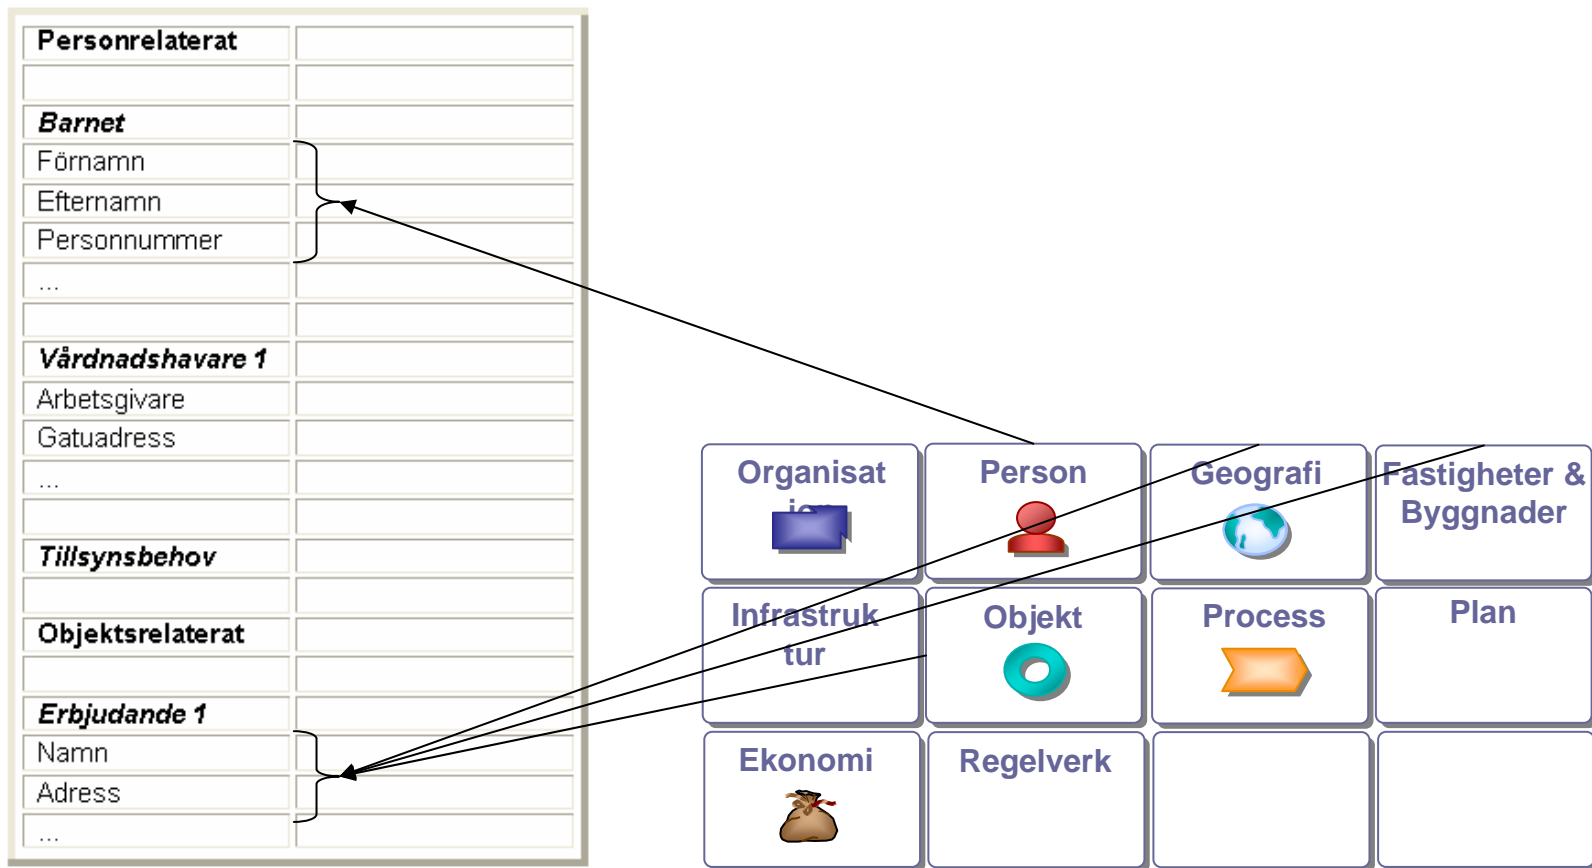 Personrelaterat
Barnet
Förnamn
Efternamn
Personnummer
...
Vårdnadshavare 1
Arbetsgivare
Gatuadress
...
Tillsynsbehov
Objektsrelaterat
Erbjudande 1
Namn
Adress
...
Organisat
ion
Person
Geografi
Fastigheter &
Byggnader
Infrastruk
tur
Objekt
Process
Plan
Ekonomi
Regelverk